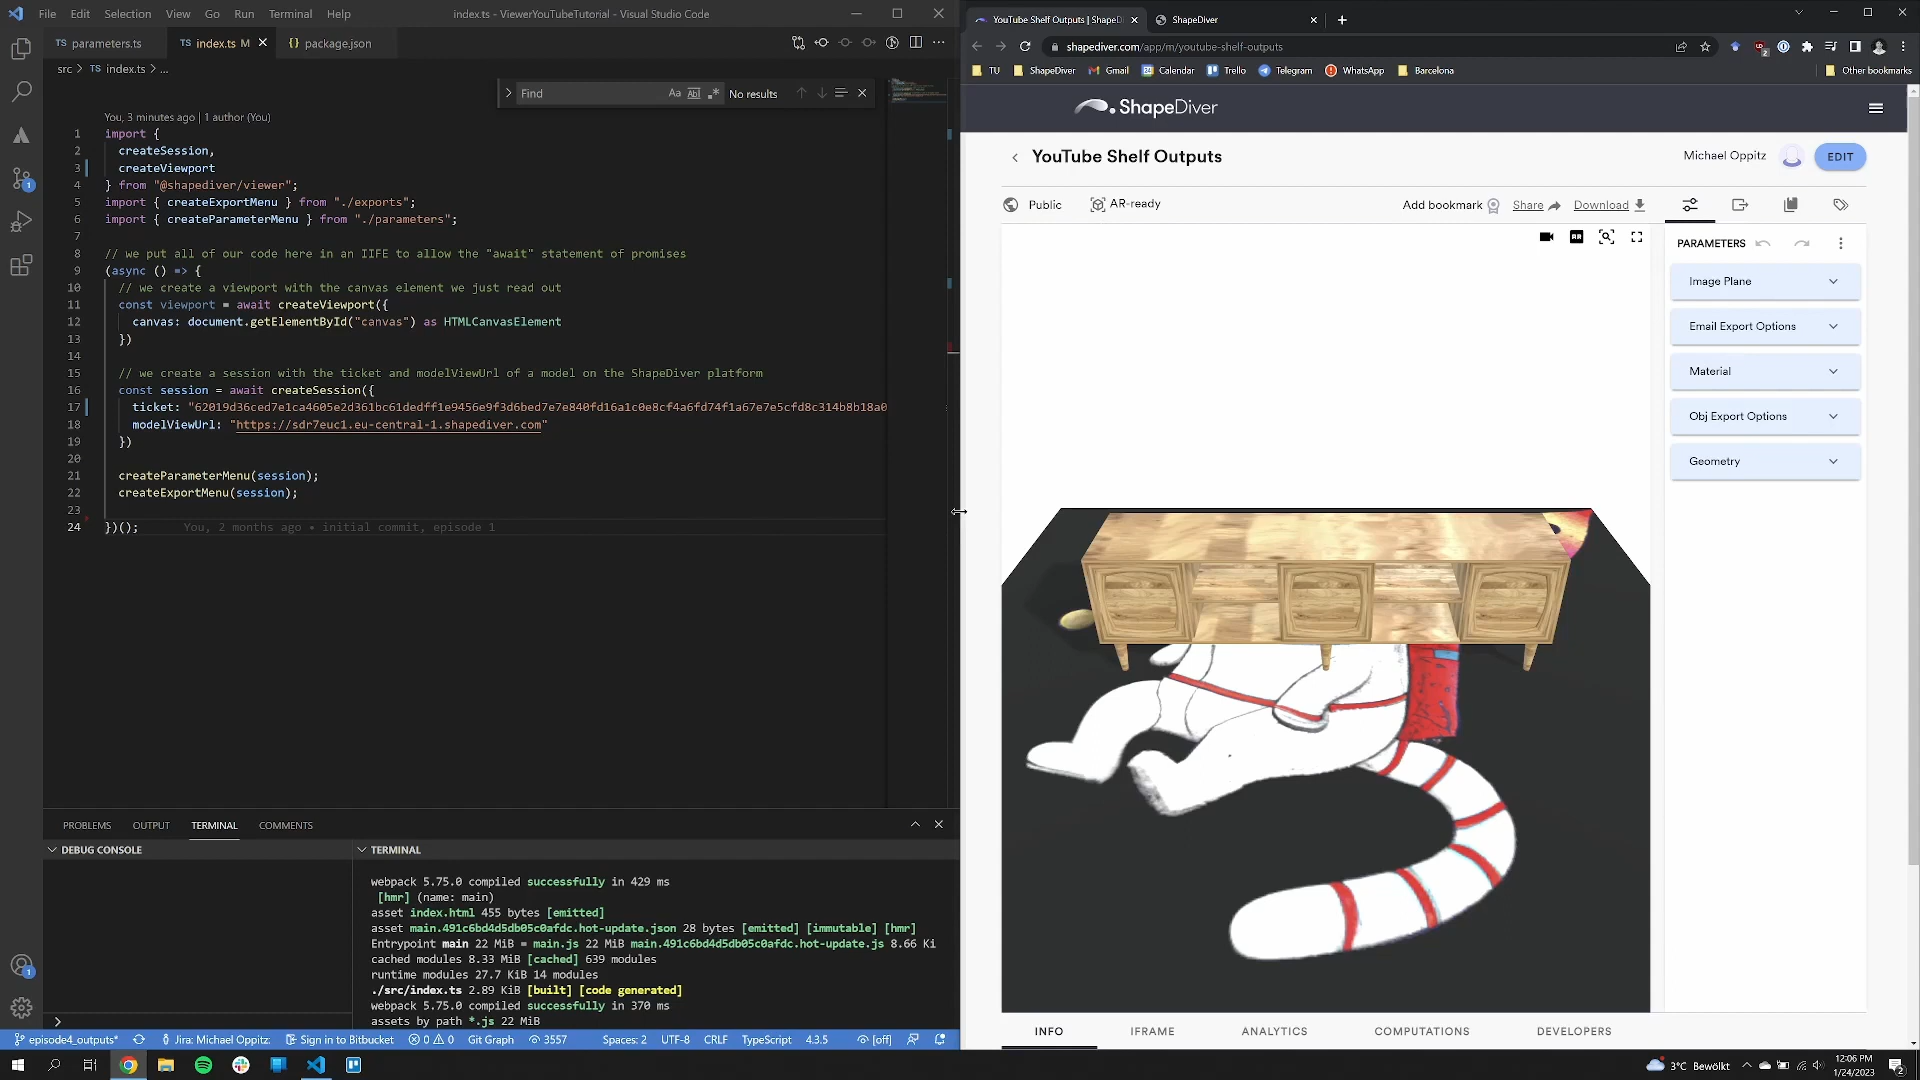 File Edit Selection View Go Run Terminal Help
index.ts - ViewerYouTubeTutorial - Visual Studio Code
TS parameters.ts
TS index.ts M
{} package.json
src > TS index.ts > ...
Find
Aa Ab .*
No results
You, 3 minutes ago | 1 author (You)
1 import {
2 createSession,
3 createViewport
4 } from "@shapediver/viewer";
5 import { createExportMenu } from "./exports";
6 import { createParameterMenu } from "./parameters";
7
8 // we put all of our code here in an IIFE to allow the "await" statement of promises
9 (async () => {
10 // we create a viewport with the canvas element we just read out
11 const viewport = await createViewport({
12 canvas: document.getElementById("canvas") as HTMLCanvasElement
13 })
14
15 // we create a session with the ticket and modelViewUrl of a model on the ShapeDiver platform
16 const session = await createSession({
17 ticket: "62019d36ced7e1ca4605e2d361bc61dedff1e9456e9f3d6bed7e7e840fd16a1c0e8cf4a6fd74f1a67e7e5cfd8c314b8b18a0
18 modelViewUrl: "https://sdr7euc1.eu-central-1.shapediver.com"
19 })
20
21 createParameterMenu(session);
22 createExportMenu(session);
23
24 })(); You, 2 months ago • initial commit, episode 1
PROBLEMS OUTPUT TERMINAL COMMENTS
DEBUG CONSOLE
TERMINAL
webpack 5.75.0 compiled successfully in 429 ms
[hmr] (name: main)
asset index.html 455 bytes [emitted]
asset main.491c6bd4d5db05c0afdc.hot-update.json 28 bytes [emitted] [immutable] [hmr]
Entrypoint main 22 MiB = main.js 22 MiB main.491c6bd4d5db05c0afdc.hot-update.js 8.66 Ki
cached modules 8.33 MiB [cached] 639 modules
runtime modules 27.7 KiB 14 modules
./src/index.ts 2.89 KiB [built] [code generated]
webpack 5.75.0 compiled successfully in 370 ms
assets by path *.js 22 MiB
episode4_outputs* Jira: Michael Oppitz: Sign in to Bitbucket 0 0 Git Graph 3557 Spaces: 2 UTF-8 CRLF TypeScript 4.3.5 [off]
YouTube Shelf Outputs | ShapeDi
ShapeDiver
shapediver.com/app/m/youtube-shelf-outputs
TU ShapeDiver Gmail Calendar Trello Telegram WhatsApp Barcelona Other bookmarks
ShapeDiver
YouTube Shelf Outputs
Michael Oppitz
EDIT
Public AR-ready
Add bookmark Share Download
PARAMETERS
Image Plane
Email Export Options
Material
Obj Export Options
Geometry
INFO IFRAME ANALYTICS COMPUTATIONS DEVELOPERS
3°C Bewölkt
12:06 PM
1/24/2023